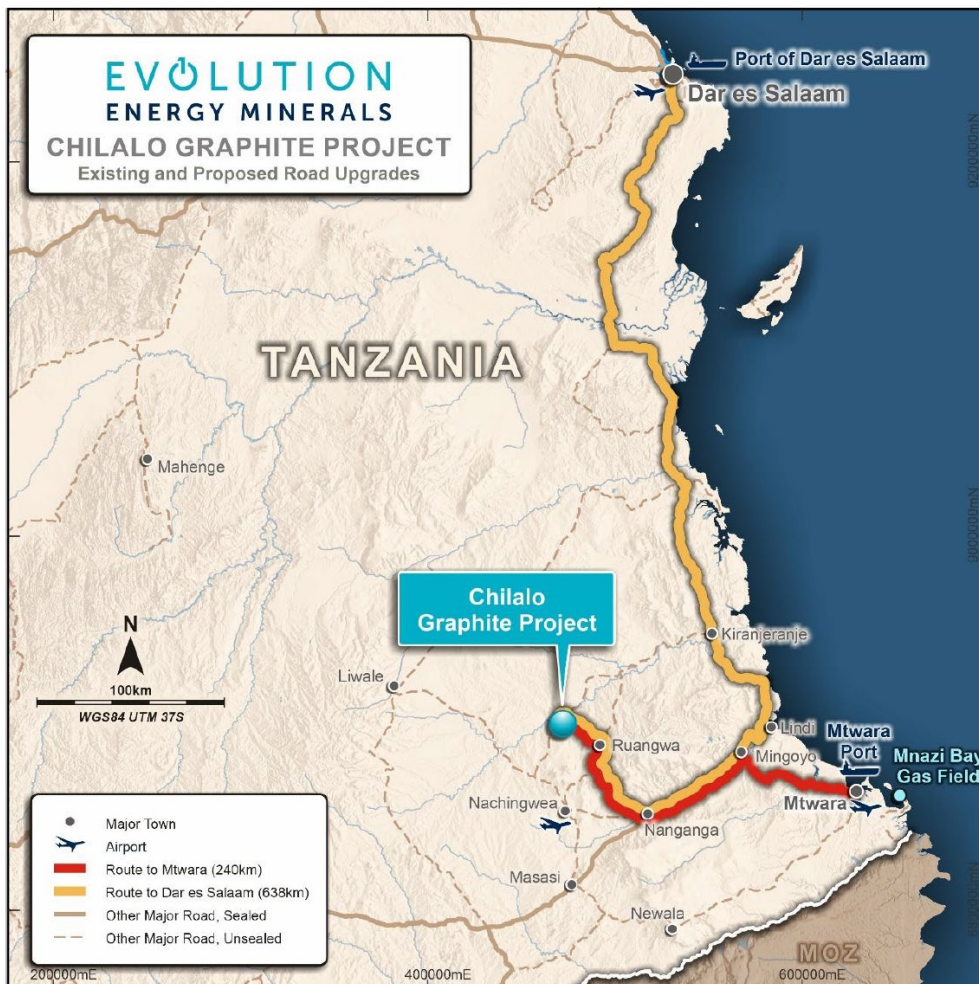 EVOLUTION
ENERGY MINERALS
CHILALO GRAPHITE PROJECT
Existing and Proposed Road Upgrades
Port of Dar es Salaam
Dar es Salaam
9200000mN
TANZANIA
Mahenge
Chilalo
Graphite Project
Kiranjeranje
N
100km
WGS84 UTM 37S
Liwale
Ruangwa
Lindi
Mingoyo
Mtwara
Port
Mnazi Bay
Gas Field
Mtwara
Nachingwea
Nanganga
Masasi
Newala
MOZ
Major Town
Airport
Route to Mtwara (240km)
Route to Dar es Salaam (638km)
Other Major Road, Sealed
Other Major Road, Unsealed
200000mE
400000mE
600000mE